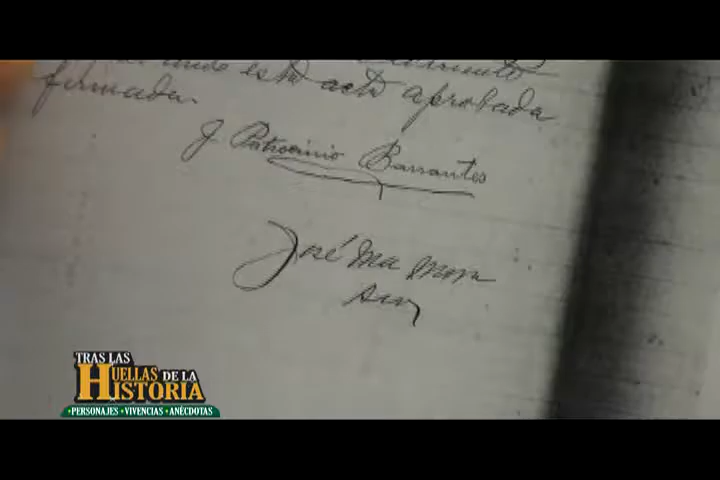 esta acta aprobada
firmada.
J Patrocinio Barrantes
José Ma Mora
TRAS LAS
HUELLAS DE LA
HISTORIA
• PERSONAJES • VIVENCIAS • ANÉCDOTAS